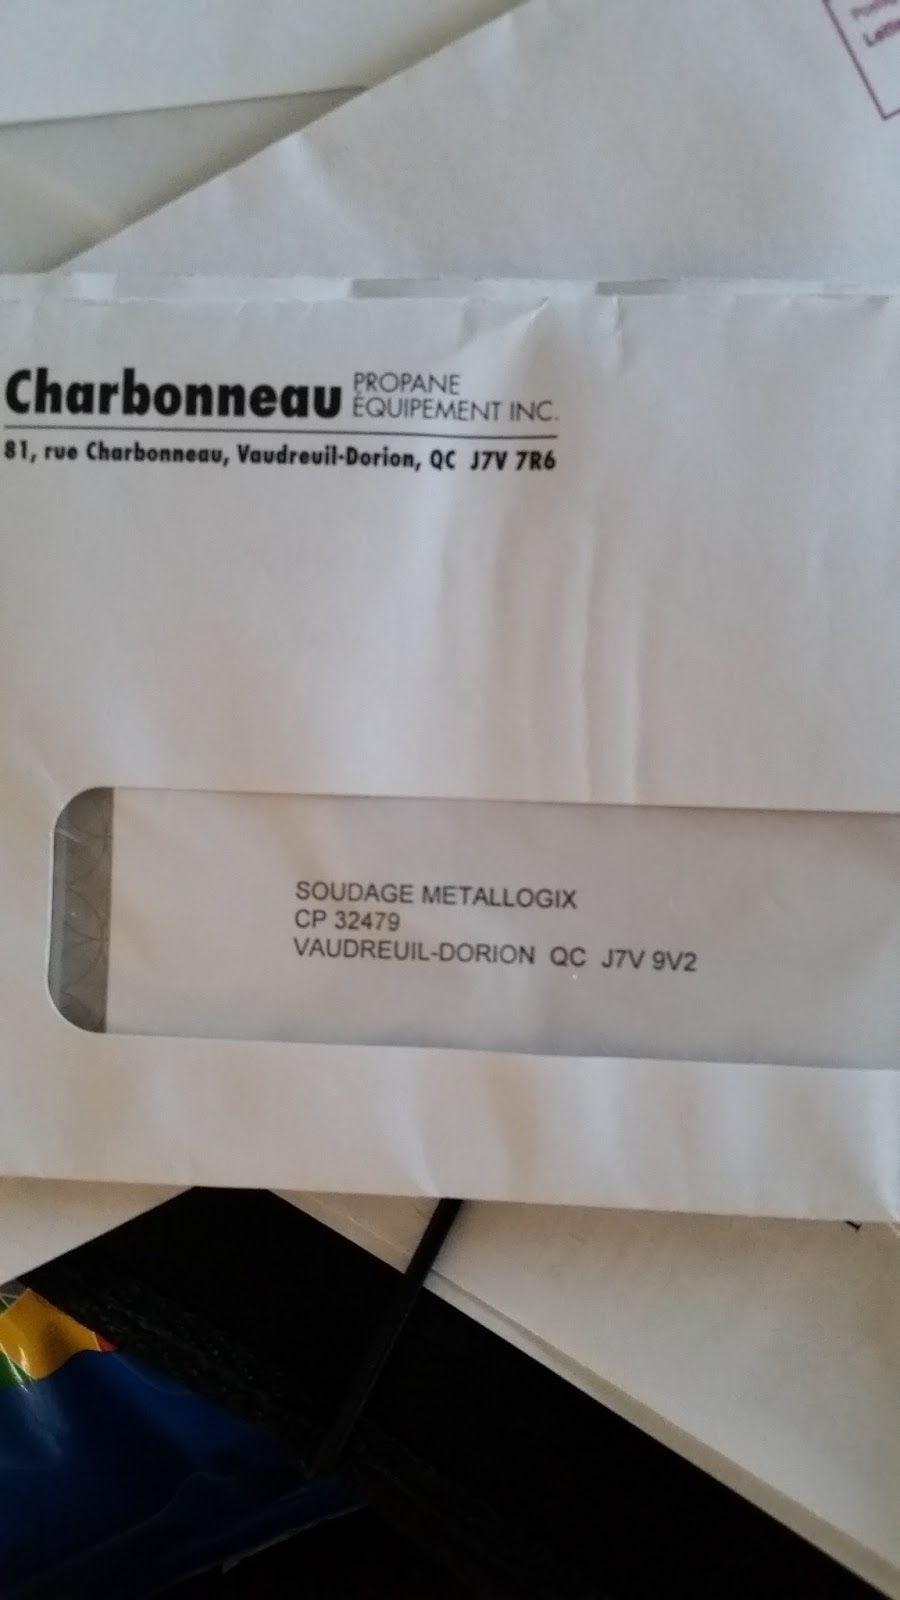 Lette
Charbonneau PROPANE
ÉQUIPEMENT INC.
81, rue Charbonneau, Vaudreuil-Dorion, QC J7V 7R6
SOUDAGE METALLOGIX
CP 32479
VAUDREUIL-DORION QC J7V 9V2